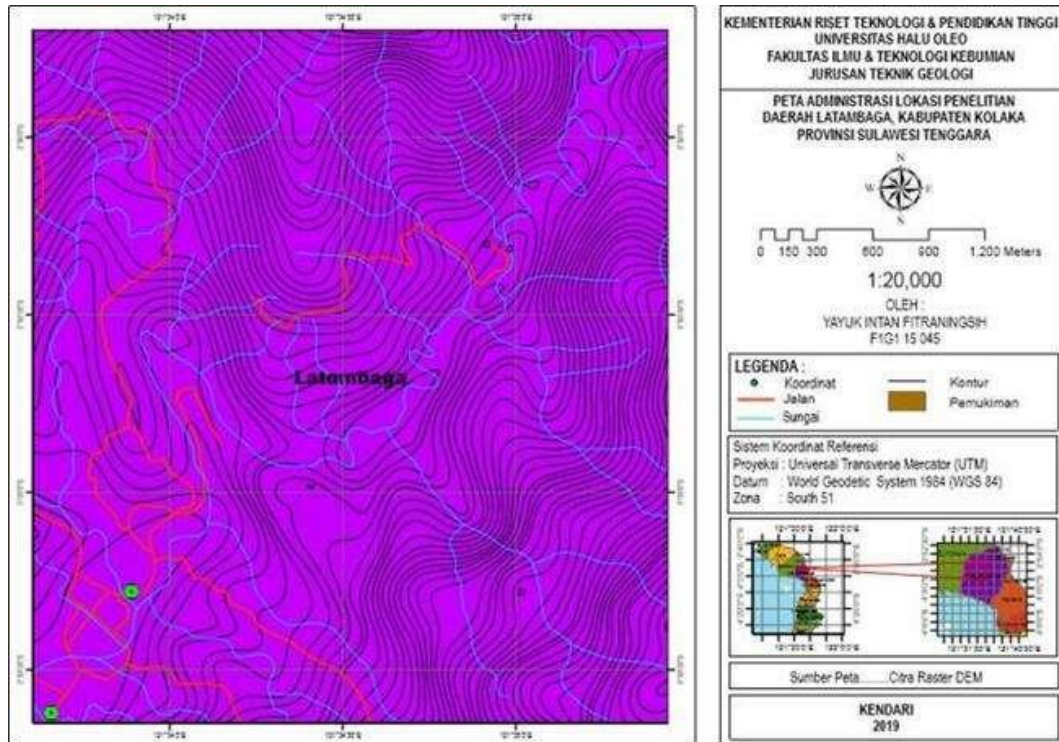 Latambaga
KEMENTERIAN RISET TEKNOLOGI & PENDIDIKAN TINGGI
UNIVERSITAS HALU OLEO
FAKULTAS ILMU & TEKNOLOGI KEBUMIAN
JURUSAN TEKNIK GEOLOGI
PETA ADMINISTRASI LOKASI PENELITIAN
DAERAH LATAMBAGA, KABUPATEN KOLAKA
PROVINSI SULAWESI TENGGARA
N
W E
S
0 150 300 600 900 1,200 Meters
1:20,000
OLEH :
YAYUK INTAN FITRANINGSIH
F1G1 15 045
LEGENDA :
Koordinat Kontur
Jalan Pemukiman
Sungai
Sistem Koordinat Referensi
Proyeksi : Universal Transverse Mercator (UTM)
Datum : World Geodetic System 1984 (WGS 84)
Zona : South 51
Sumber Peta.......:Citra Raster DEM
KENDARI
2019